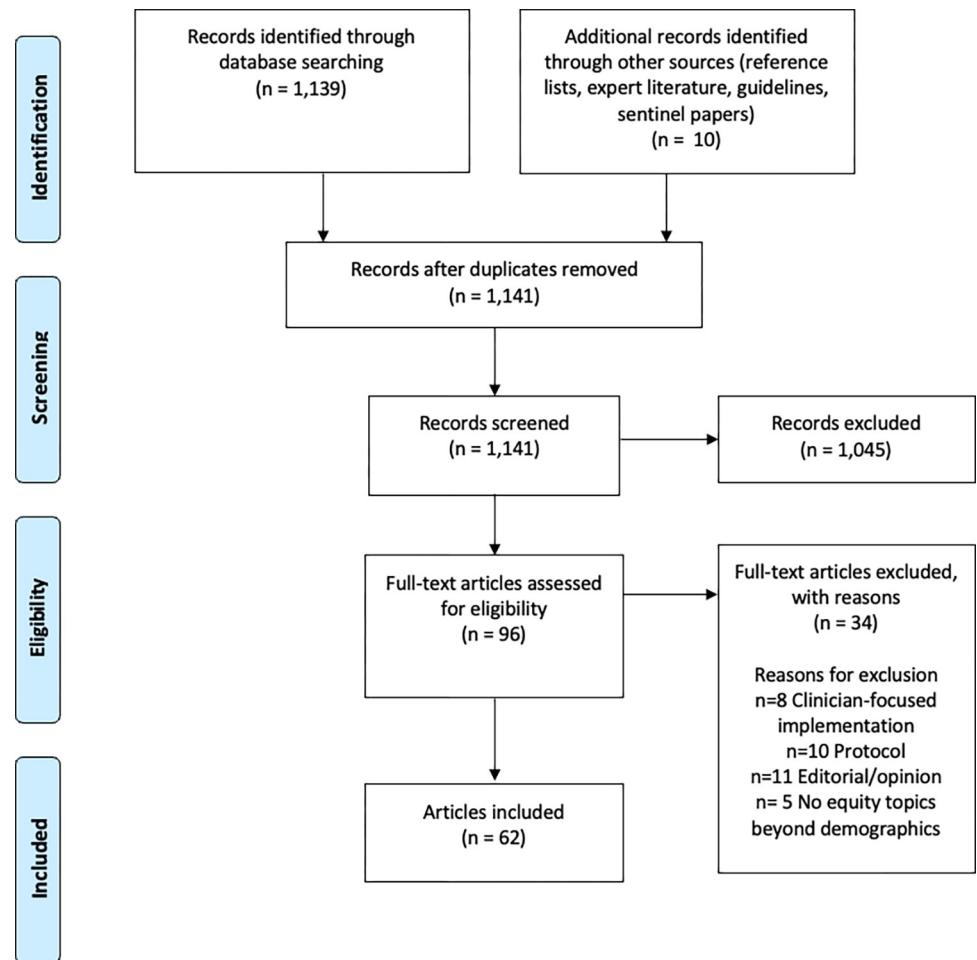 Identification
Records identified through
database searching
(n = 1,139)
Additional records identified
through other sources (reference
lists, expert literature, guidelines,
sentinel papers)
(n = 10)
Records after duplicates removed
(n = 1,141)
Screening
Records screened
(n = 1,141)
Records excluded
(n = 1,045)
Eligibility
Full-text articles assessed
for eligibility
(n = 96)
Full-text articles excluded,
with reasons
(n = 34)
Reasons for exclusion
n=8 Clinician-focused
implementation
n=10 Protocol
n=11 Editorial/opinion
n= 5 No equity topics
beyond demographics
Included
Articles included
(n = 62)